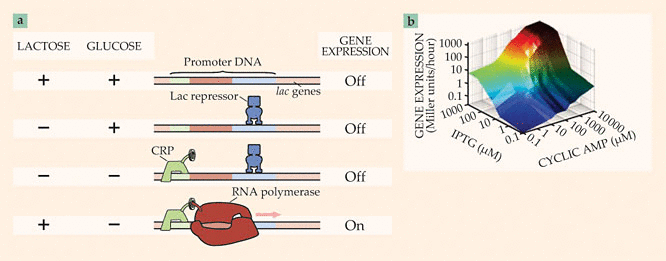 a
LACTOSE GLUCOSE GENE
EXPRESSION
Promoter DNA
+ + lac genes Off
Lac repressor
− + Off
CRP
− − Off
RNA polymerase
+ − On
b
GENE EXPRESSION
(Miller units/hour)
1000
100
10
1
0.1
1000
100
10
1
0.1
IPTG (µM)
0.1
1
10
100
1000
10000
CYCLIC AMP (µM)